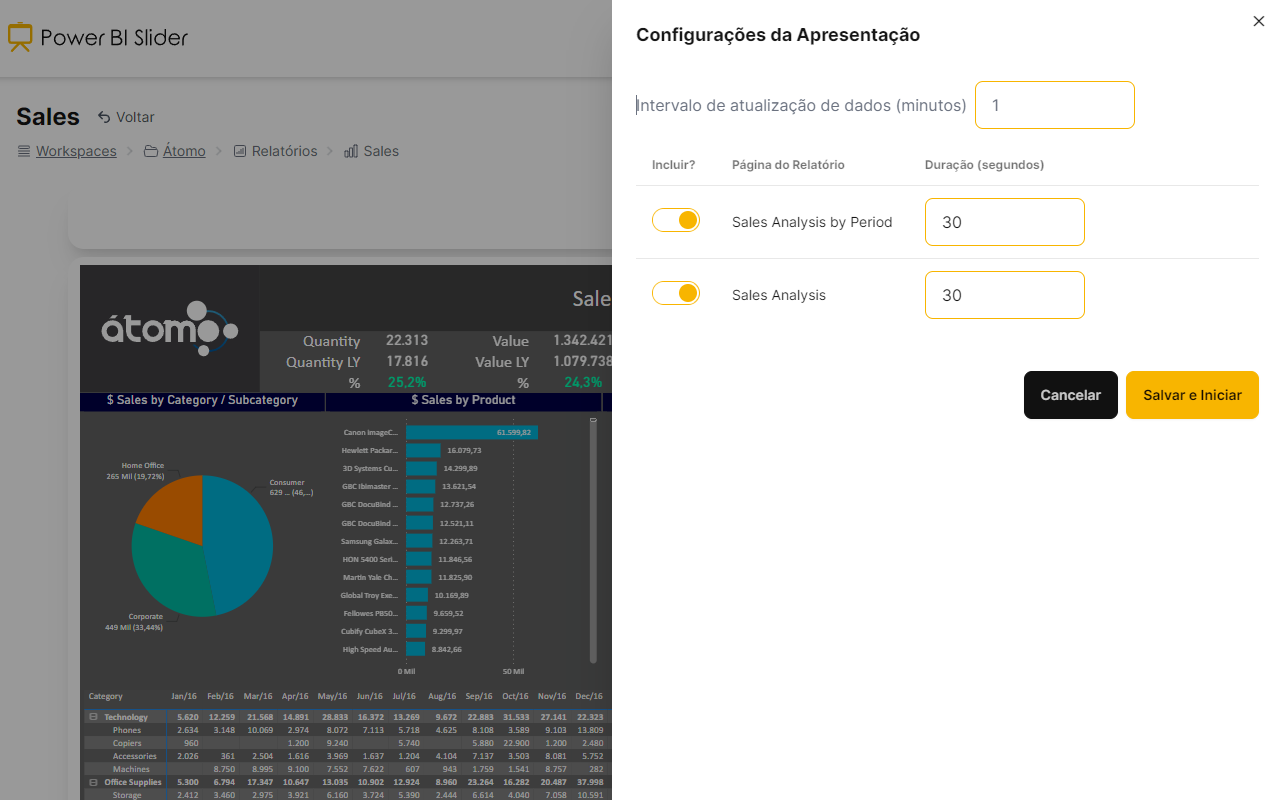 Power BI Slider
Sales Voltar
Workspaces Átomo Relatórios Sales
Sale
átomo
Quantity 22.313 Value 1.342.421
Quantity LY 17.816 Value LY 1.079.738
% 25,2% % 24,3%
$ Sales by Category / Subcategory $ Sales by Product
Home Office
265 Mil (19,72%)
Consumer
629 ... (46,...)
Corporate
449 Mil (33,44%)
Canon imageC... 61.599,82
Hewlett Packar... 16.079,73
3D Systems Cu... 14.299,89
GBC Ibimaster ... 13.621,54
GBC DocuBind ... 12.737,26
GBC DocuBind ... 12.521,11
Samsung Galax... 12.263,71
HON 5400 Seri... 11.846,56
Martin Yale Ch... 11.825,90
Global Troy Exe... 10.169,89
Fellowes PB50... 9.659,52
Cubify CubeX 3... 9.299,97
High Speed Au... 8.842,66
0 Mil 50 Mil
Category Jan/16 Feb/16 Mar/16 Apr/16 May/16 Jun/16 Jul/16 Aug/16 Sep/16 Oct/16 Nov/16 Dec/16
Technology 5.620 12.259 21.568 14.891 28.833 16.372 13.269 9.672 22.883 31.533 27.141 22.323
Phones 2.634 3.148 10.069 2.974 8.072 7.113 5.718 4.625 8.108 3.589 9.103 13.809
Copiers 960 1.200 9.240 5.740 5.880 22.900 1.200 2.480
Accessories 2.026 361 2.504 1.616 3.969 1.637 1.204 4.104 7.137 3.503 8.081 5.752
Machines 8.750 8.995 9.100 7.552 7.622 607 943 1.759 1.541 8.757 282
Office Supplies 5.300 6.794 17.347 10.647 13.035 10.902 12.924 8.960 23.264 16.282 20.487 37.998
Storage 2.412 3.460 2.975 3.921 6.160 3.724 5.390 2.444 6.614 4.040 7.058 10.591
Configurações da Apresentação
Intervalo de atualização de dados (minutos) 1
Incluir? Página do Relatório Duração (segundos)
Sales Analysis by Period 30
Sales Analysis 30
Cancelar Salvar e Iniciar